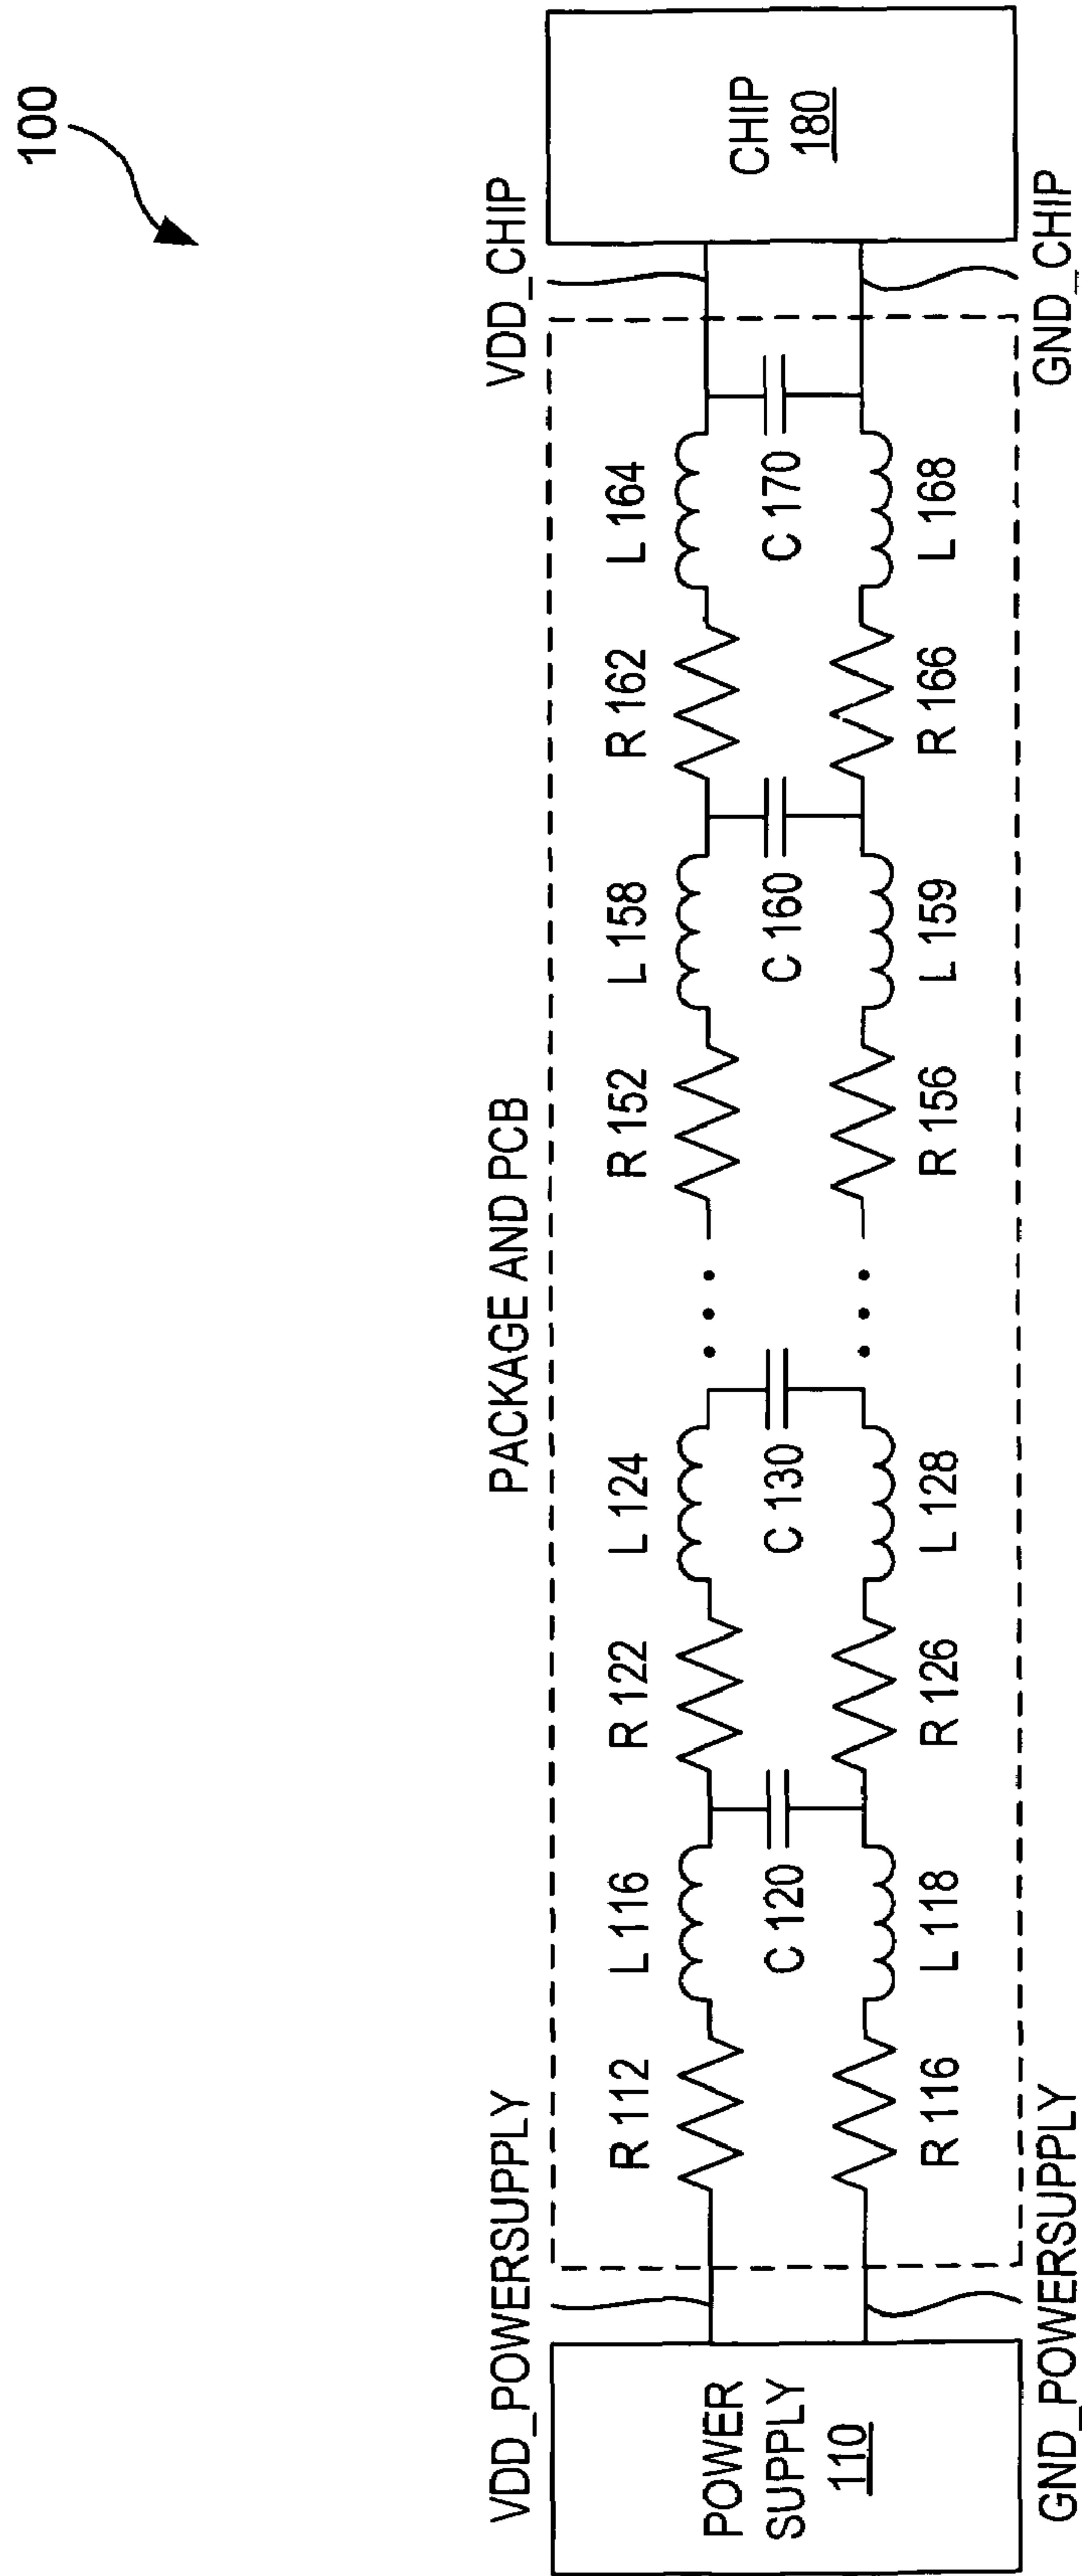 100
PACKAGE AND PCB
VDD_POWERSUPPLY
VDD_CHIP
R 112
L 116
R 122
L 124
R 152
L 158
R 162
L 164
POWER
SUPPLY
110
C 120
C 130
C 160
C 170
CHIP
180
R 116
L 118
R 126
L 128
R 156
L 159
R 166
L 168
GND_POWERSUPPLY
GND_CHIP